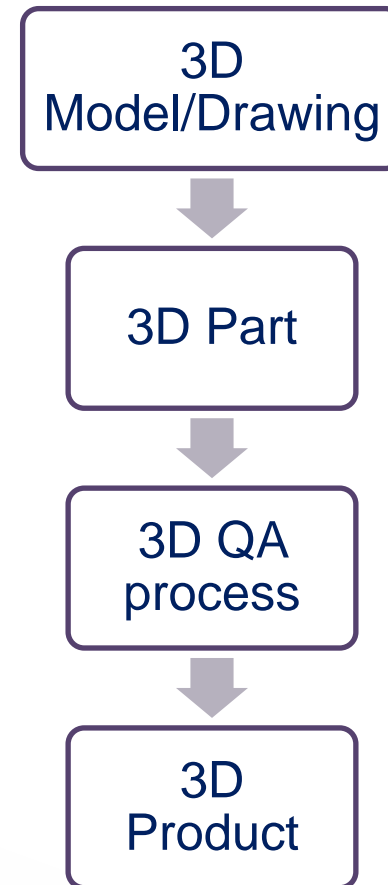 3D
Model/Drawing
3D Part
3D QA
process
3D
Product